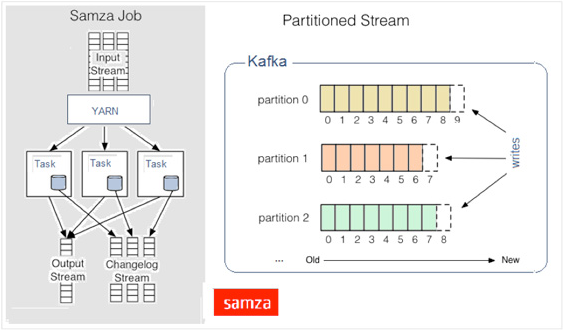 Samza Job
Input
Stream
YARN
Task
Task
Task
Output
Stream
Changelog
Stream
Partitioned Stream
Kafka
partition 0
0 1 2 3 4 5 6 7 8 9
partition 1
0 1 2 3 4 5 6 7
partition 2
0 1 2 3 4 5 6 7 8
writes
... Old New
samza